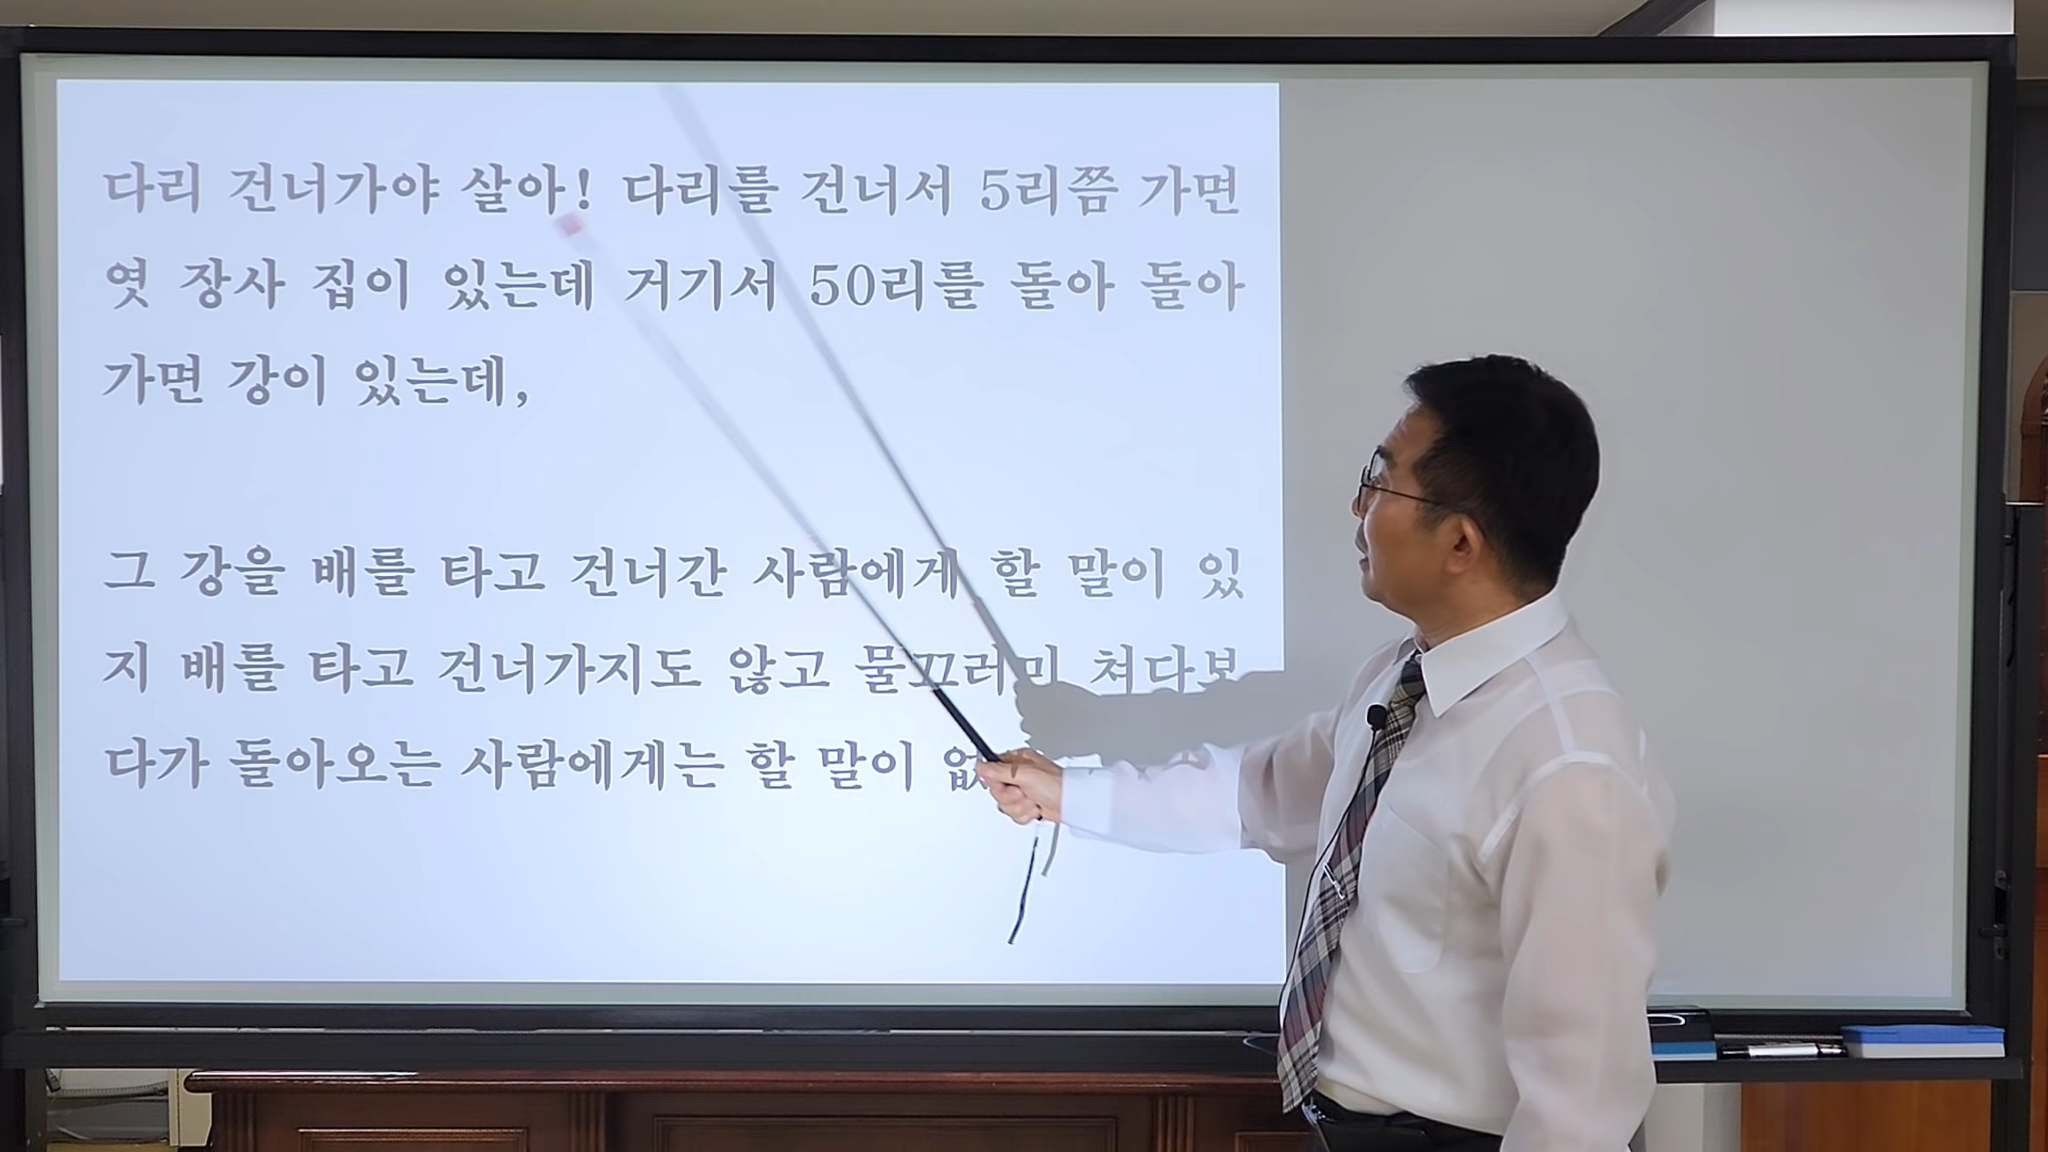 다리 건너가야 살아! 다리를 건너서 5리쯤 가면
엿 장사 집이 있는데 거기서 50리를 돌아 돌아
가면 강이 있는데,
그 강을 배를 타고 건너간 사람에게 할 말이 있
지 배를 타고 건너가지도 않고 물끄러미 쳐다보
다가 돌아오는 사람에게는 할 말이